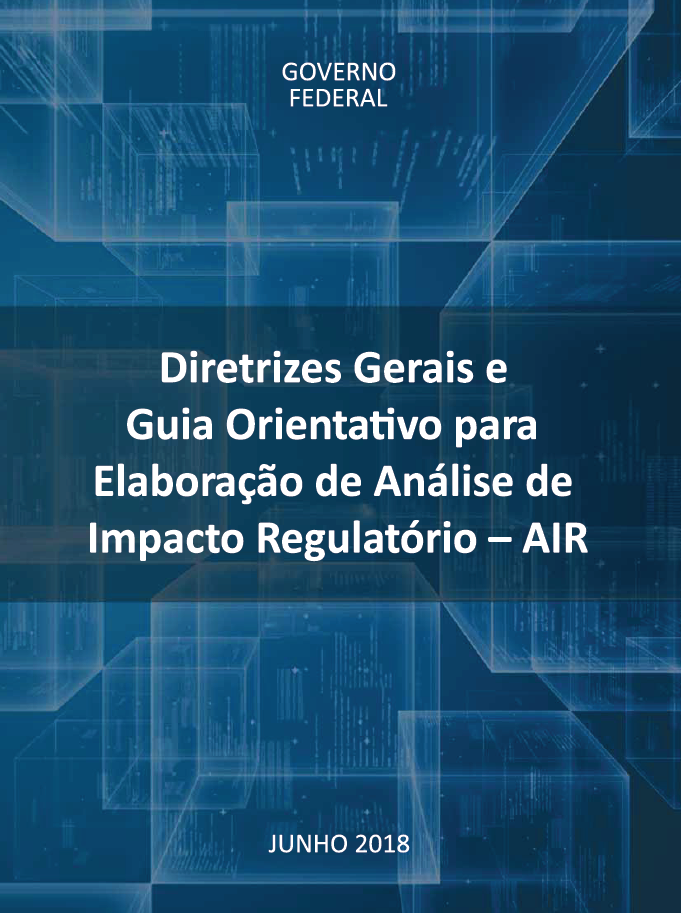 GOVERNO
FEDERAL
Diretrizes Gerais e
Guia Orientativo para
Elaboração de Análise de
Impacto Regulatório – AIR
JUNHO 2018